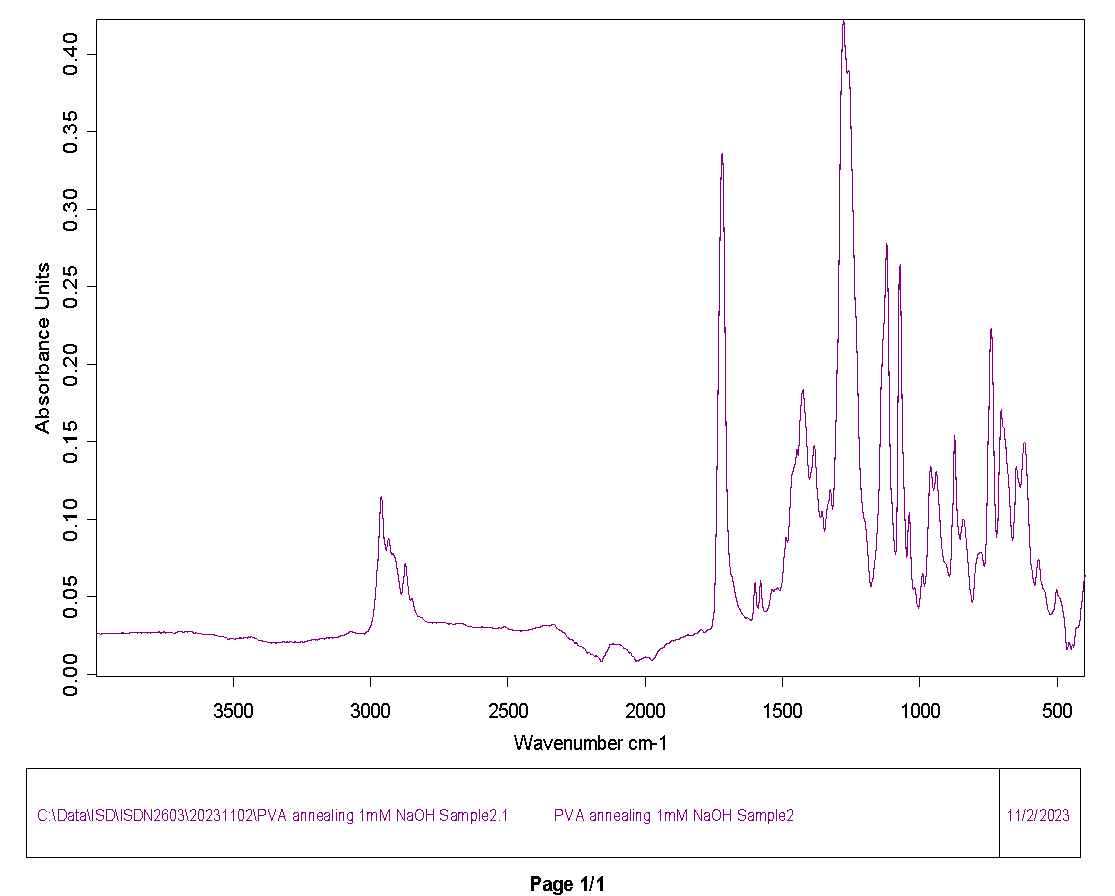 0.40
0.35
0.30
0.25
0.20
0.15
0.10
0.05
0.00
Absorbance Units
3500 3000 2500 2000 1500 1000 500
Wavenumber cm-1
C:\Data\ISD\ISDN2603\20231102\PVA annealing 1mM NaOH Sample2.1 PVA annealing 1mM NaOH Sample2 11/2/2023
Page 1/1